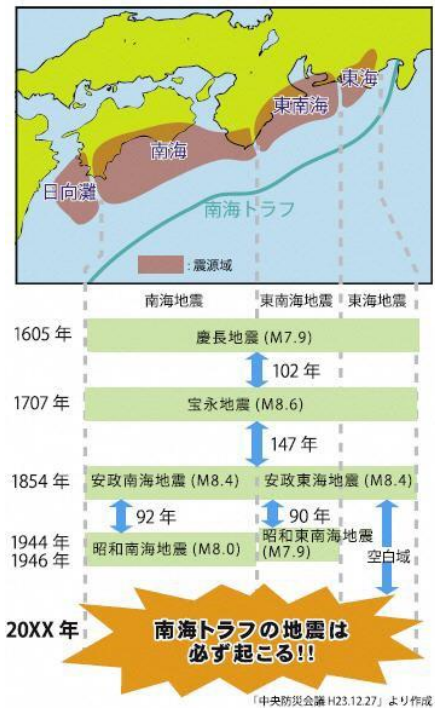 東海
東南海
南海
日向灘
南海トラフ
:震源域
南海地震 東南海地震 東海地震
1605年 慶長地震(M7.9)
102年
1707年 宝永地震(M8.6)
147年
1854年 安政南海地震(M8.4) 安政東海地震(M8.4)
92年 90年
1944年
1946年
昭和南海地震(M8.0)
昭和東南海地震
(M7.9)
空白域
20XX年
南海トラフの地震は
必ず起こる!!
「中央防災会議H23.12.27」より作成